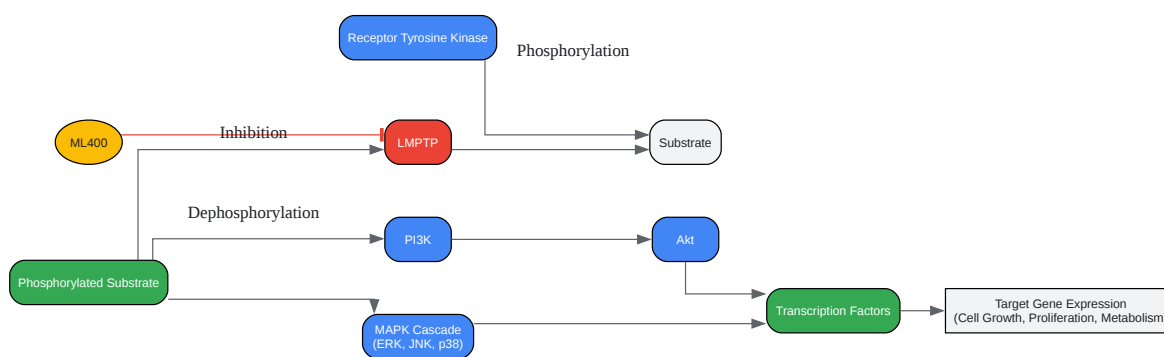 Receptor Tyrosine Kinase
Phosphorylation
ML400
Inhibition
LMPTP
Substrate
Dephosphorylation
PI3K
Akt
Phosphorylated Substrate
MAPK Cascade
(ERK, JNK, p38)
Transcription Factors
Target Gene Expression
(Cell Growth, Proliferation, Metabolism